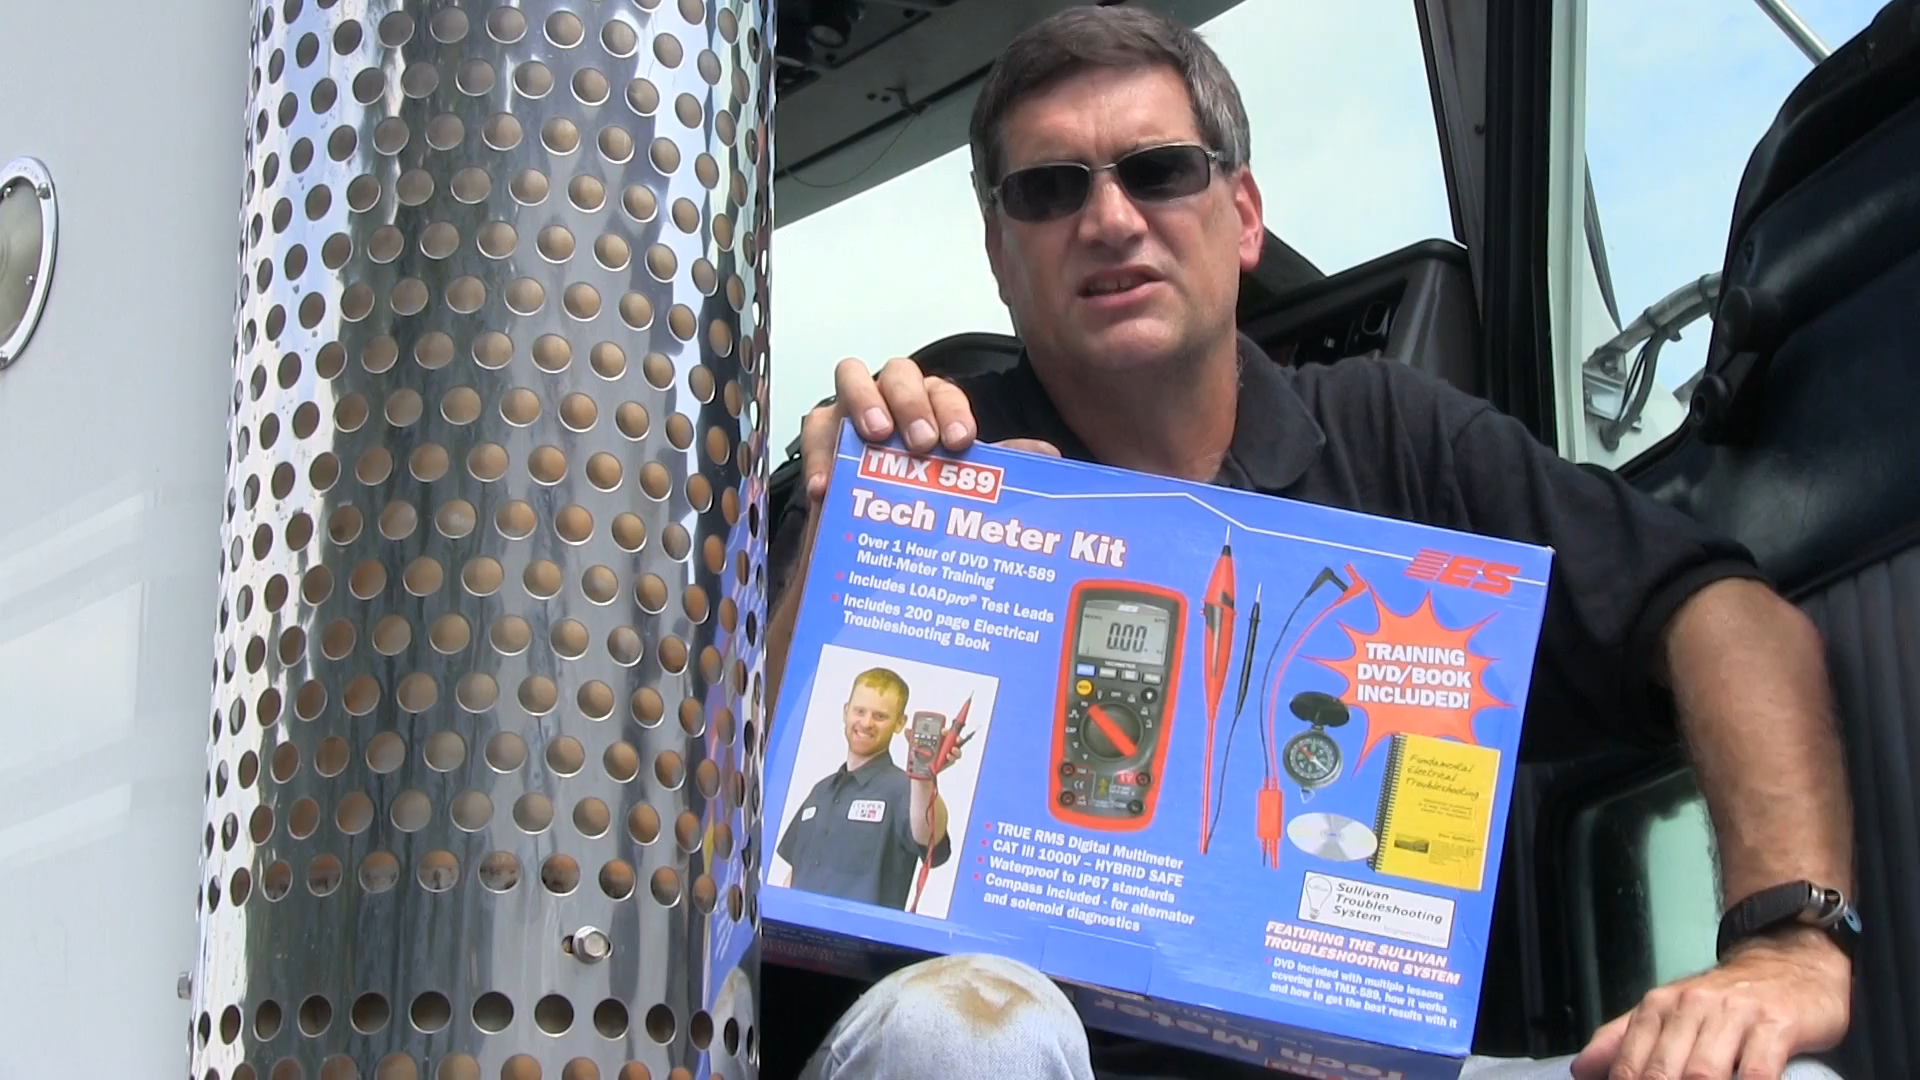 TMX 589
Tech Meter Kit
ES
Over 1 Hour of DVD TMX-589
Multi-Meter Training
Includes LOADpro® Test Leads
Includes 200 page Electrical
Troubleshooting Book
0.00
TRAINING
DVD/BOOK
INCLUDED!
Fundamental
Electrical
Troubleshooting
TRUE RMS Digital Multimeter
CAT III 1000V – HYBRID SAFE
Waterproof to IP67 standards
Compass Included - for alternator
and solenoid diagnostics
Sullivan
Troubleshooting
System
FEATURING THE SULLIVAN
TROUBLESHOOTING SYSTEM
DVD included with multiple lessons
covering the TMX-589, how it works
and how to get the best results with it